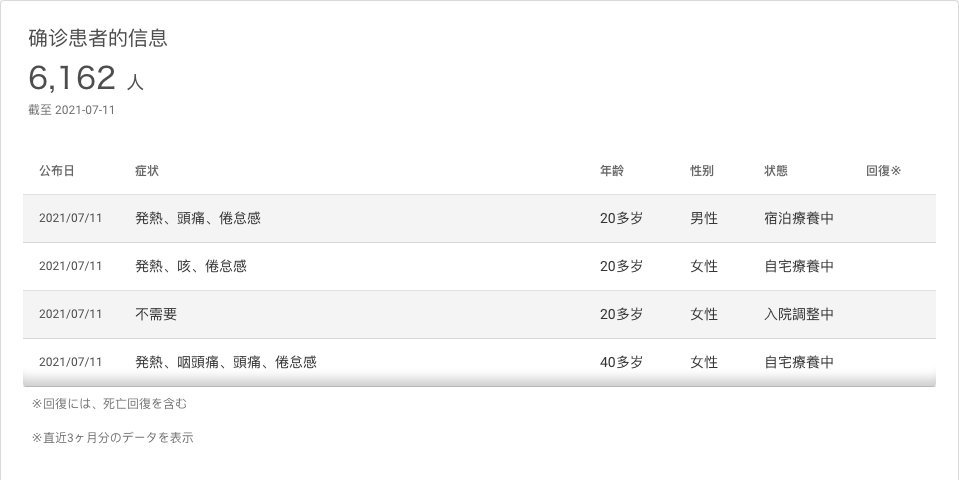 确诊患者的信息
6,162 人
截至 2021-07-11
公布日 症状 年龄 性别 状態 回復※
2021/07/11 発熱、頭痛、倦怠感 20多岁 男性 宿泊療養中
2021/07/11 発熱、咳、倦怠感 20多岁 女性 自宅療養中
2021/07/11 不需要 20多岁 女性 入院調整中
2021/07/11 発熱、咽頭痛、頭痛、倦怠感 40多岁 女性 自宅療養中
※回復には、死亡回復を含む
※直近3ヶ月分のデータを表示